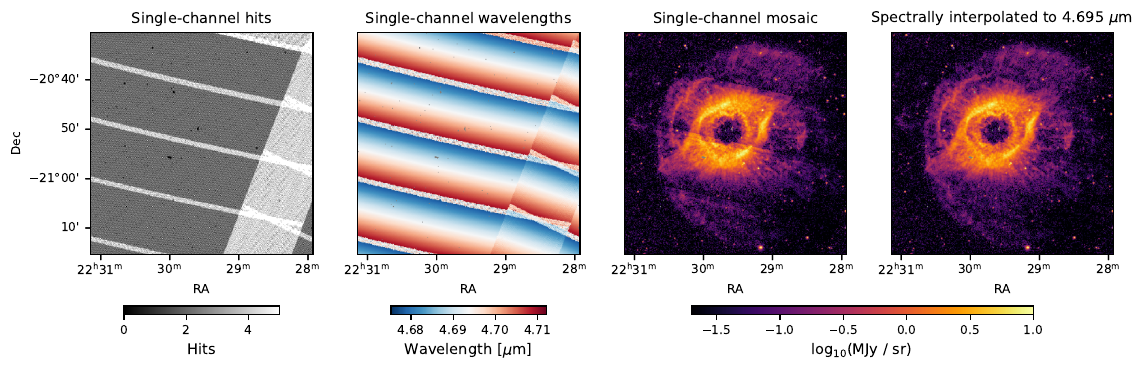 Single-channel hits
Single-channel wavelengths
Single-channel mosaic
Spectrally interpolated to 4.695 μm
Dec
−20°40'
50'
−21°00'
10'
22ʰ31ᵐ 30ᵐ 29ᵐ 28ᵐ
22ʰ31ᵐ 30ᵐ 29ᵐ 28ᵐ
22ʰ31ᵐ 30ᵐ 29ᵐ 28ᵐ
22ʰ31ᵐ 30ᵐ 29ᵐ 28ᵐ
RA
RA
RA
RA
0 2 4
Hits
4.68 4.69 4.70 4.71
Wavelength [μm]
−1.5 −1.0 −0.5 0.0 0.5 1.0
log₁₀(MJy / sr)